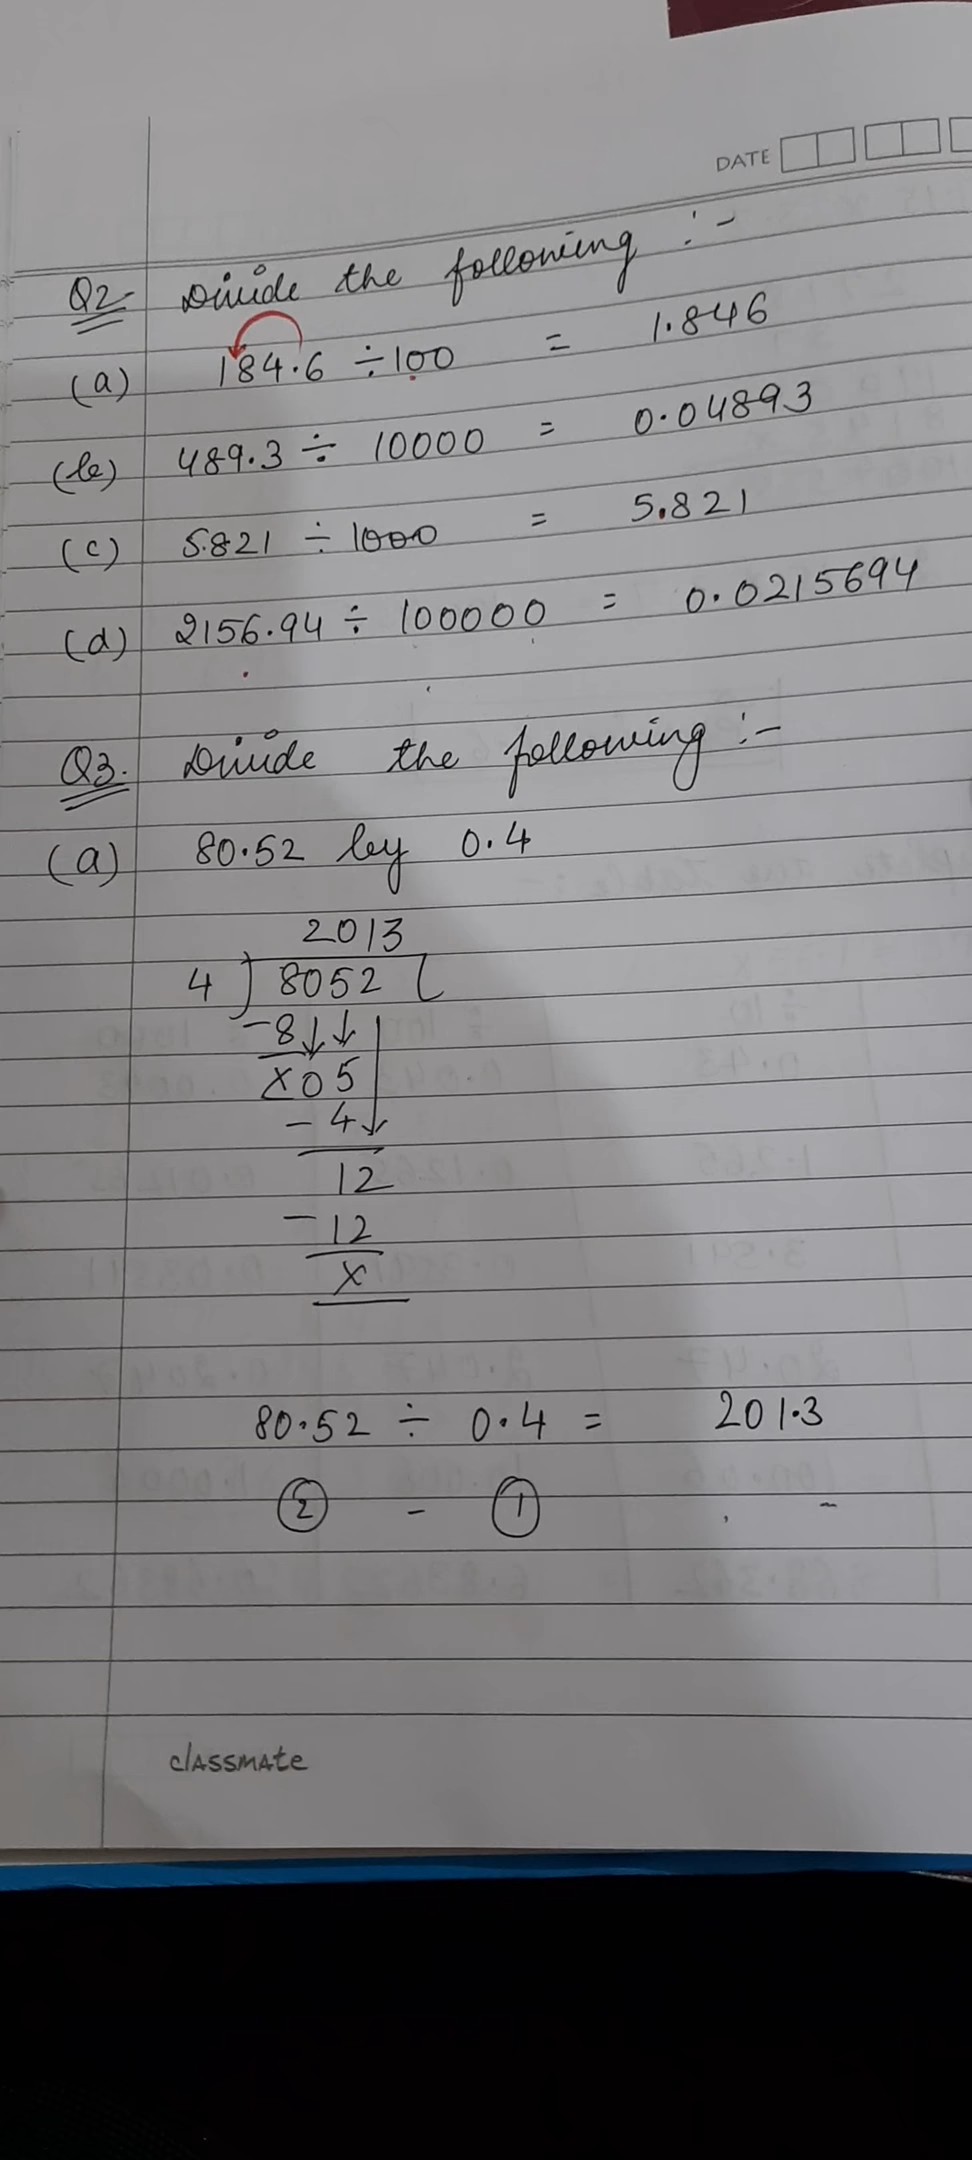 DATE
Q2 Divide the following :-
(a) 184.6 ÷ 100 = 1.846
(b) 489.3 ÷ 10000 = 0.04893
(c) 5.821 ÷ 1000 = 5.821
(d) 2156.94 ÷ 100000 = 0.0215694
Q3. Divide the following :-
(a) 80.52 by 0.4
2013
4 ) 8052 (
-8
x05
-4
12
-12
x
80.52 ÷ 0.4 = 201.3
2 - 1 -
classmate